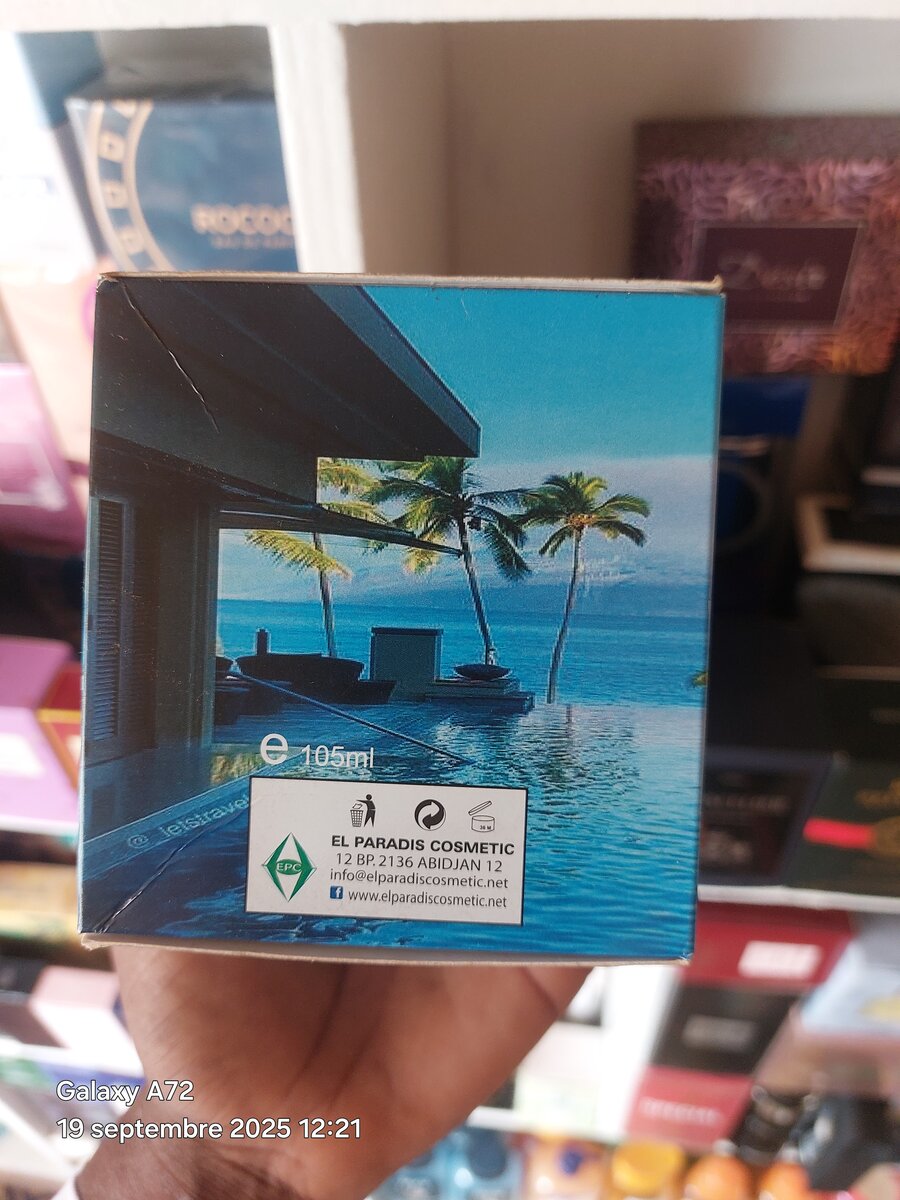 ROCOCO
e 105ml
@ letstravel
36 M
EPC
EL PARADIS COSMETIC
12 BP. 2136 ABIDJAN 12
info@elparadiscosmetic.net
f www.elparadiscosmetic.net
Galaxy A72
19 septembre 2025 12:21